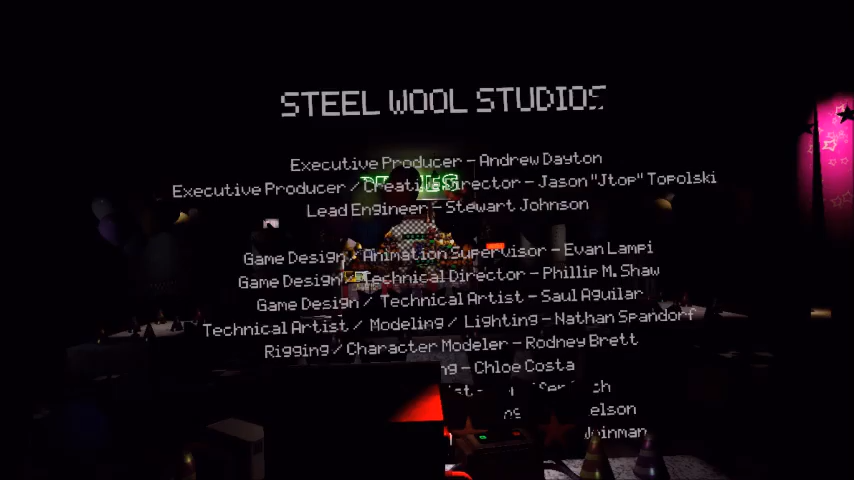 STEEL WOOL STUDIOS
Executive Producer - Andrew Dayton
Executive Producer / Creative Director - Jason "Jtop" Topolski
Lead Engineer - Stewart Johnson
Game Design / Animation Supervisor - Evan Lampi
Game Design / Technical Director - Phillip M. Shaw
Game Design / Technical Artist - Saul Aguilar
Technical Artist / Modeling / Lighting - Nathan Spandorf
Rigging / Character Modeler - Rodney Brett
- Chloe Costa